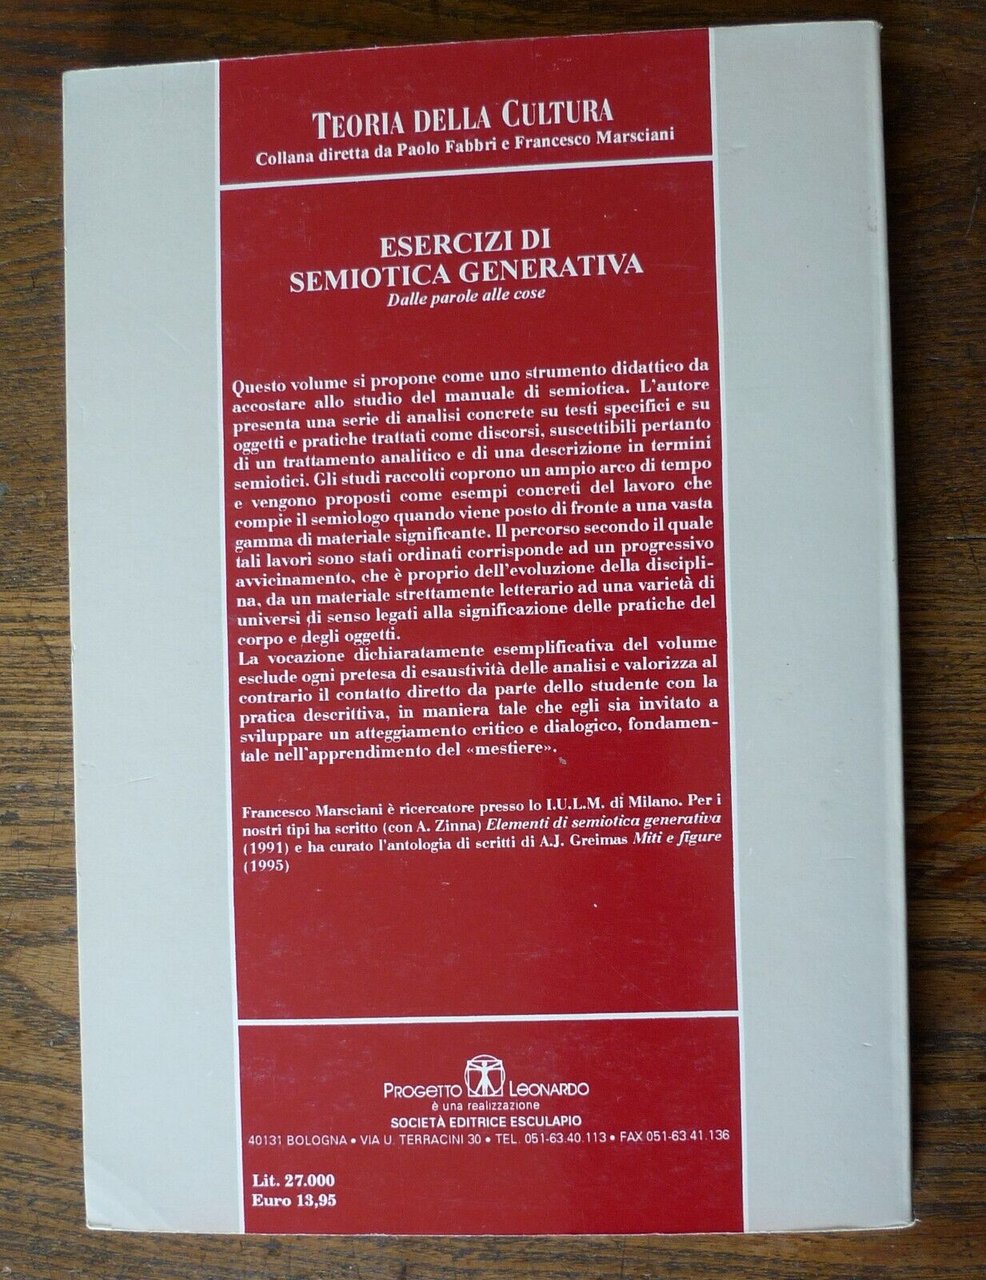 TEORIA DELLA CULTURA
Collana diretta da Paolo Fabbri e Francesco Marsciani
ESERCIZI DI
SEMIOTICA GENERATIVA
Dalle parole alle cose
Questo volume si propone come uno strumento didattico da
accostare allo studio del manuale di semiotica. L'autore
presenta una serie di analisi concrete su testi specifici e su
oggetti e pratiche trattati come discorsi, suscettibili pertanto
di un trattamento analitico e di una descrizione in termini
semiotici. Gli studi raccolti coprono un ampio arco di tempo
e vengono proposti come esempi concreti del lavoro che
compie il semiologo quando viene posto di fronte a una vasta
gamma di materiale significante. Il percorso secondo il quale
tali lavori sono stati ordinati corrisponde ad un progressivo
avvicinamento, che è proprio dell'evoluzione della discipli-
na, da un materiale strettamente letterario ad una varietà di
universi di senso legati alla significazione delle pratiche del
corpo e degli oggetti.
La vocazione dichiaratamente esemplificativa del volume
esclude ogni pretesa di esaustività delle analisi e valorizza al
contrario il contatto diretto da parte dello studente con la
pratica descrittiva, in maniera tale che egli sia invitato a
sviluppare un atteggiamento critico e dialogico, fondamen-
tale nell'apprendimento del «mestiere».
Francesco Marsciani è ricercatore presso lo I.U.L.M. di Milano. Per i
nostri tipi ha scritto (con A. Zinna) Elementi di semiotica generativa
(1991) e ha curato l'antologia di scritti di A.J. Greimas Miti e figure
(1995)
PROGETTO LEONARDO
è una realizzazione
SOCIETÀ EDITRICE ESCULAPIO
40131 BOLOGNA • VIA U. TERRACINI 30 • TEL. 051-63.40.113 • FAX 051-63.41.136
Lit. 27.000
Euro 13,95